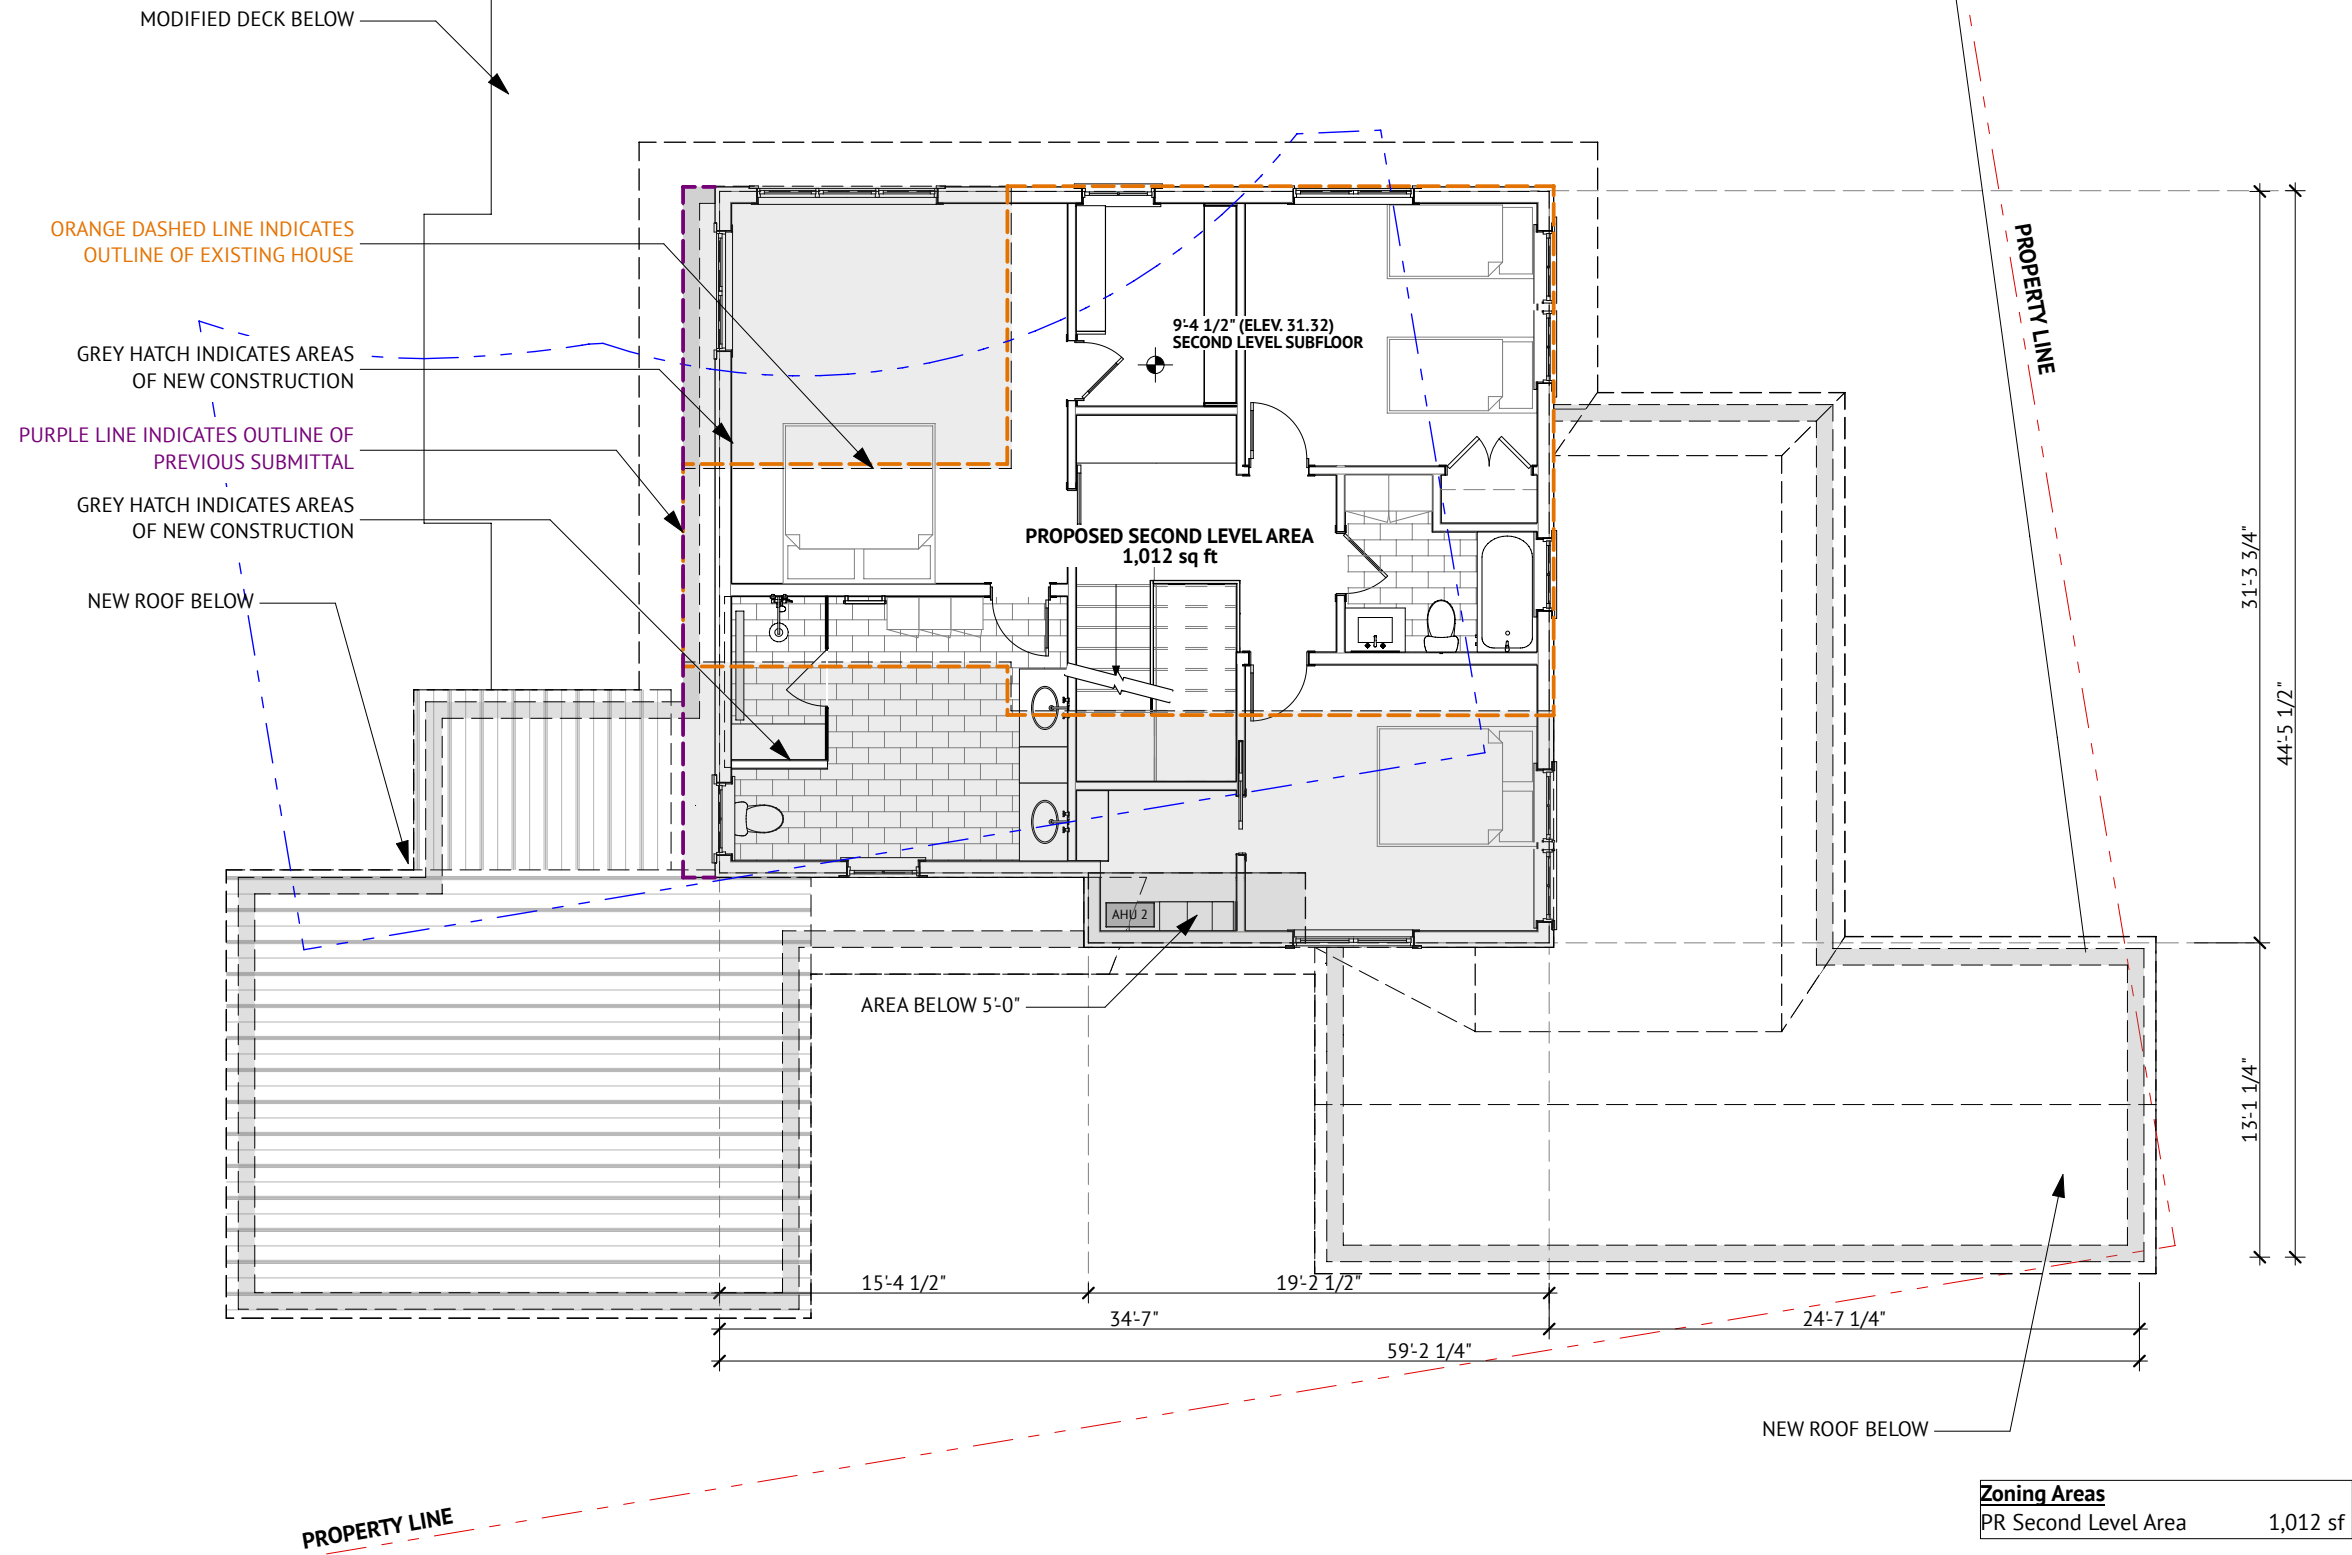 MODIFIED DECK BELOW
ORANGE DASHED LINE INDICATES
OUTLINE OF EXISTING HOUSE
GREY HATCH INDICATES AREAS
OF NEW CONSTRUCTION
PURPLE LINE INDICATES OUTLINE OF
PREVIOUS SUBMITTAL
GREY HATCH INDICATES AREAS
OF NEW CONSTRUCTION
NEW ROOF BELOW
9'-4 1/2" (ELEV. 31.32)
SECOND LEVEL SUBFLOOR
PROPOSED SECOND LEVEL AREA
1,012 sq ft
PROPERTY LINE
31'-3 3/4"
44'-5 1/2"
13'-1 1/4"
AHU 2
AREA BELOW 5'-0"
15'-4 1/2"
19'-2 1/2"
34'-7"
24'-7 1/4"
59'-2 1/4"
NEW ROOF BELOW
PROPERTY LINE
Zoning Areas
PR Second Level Area 1,012 sf